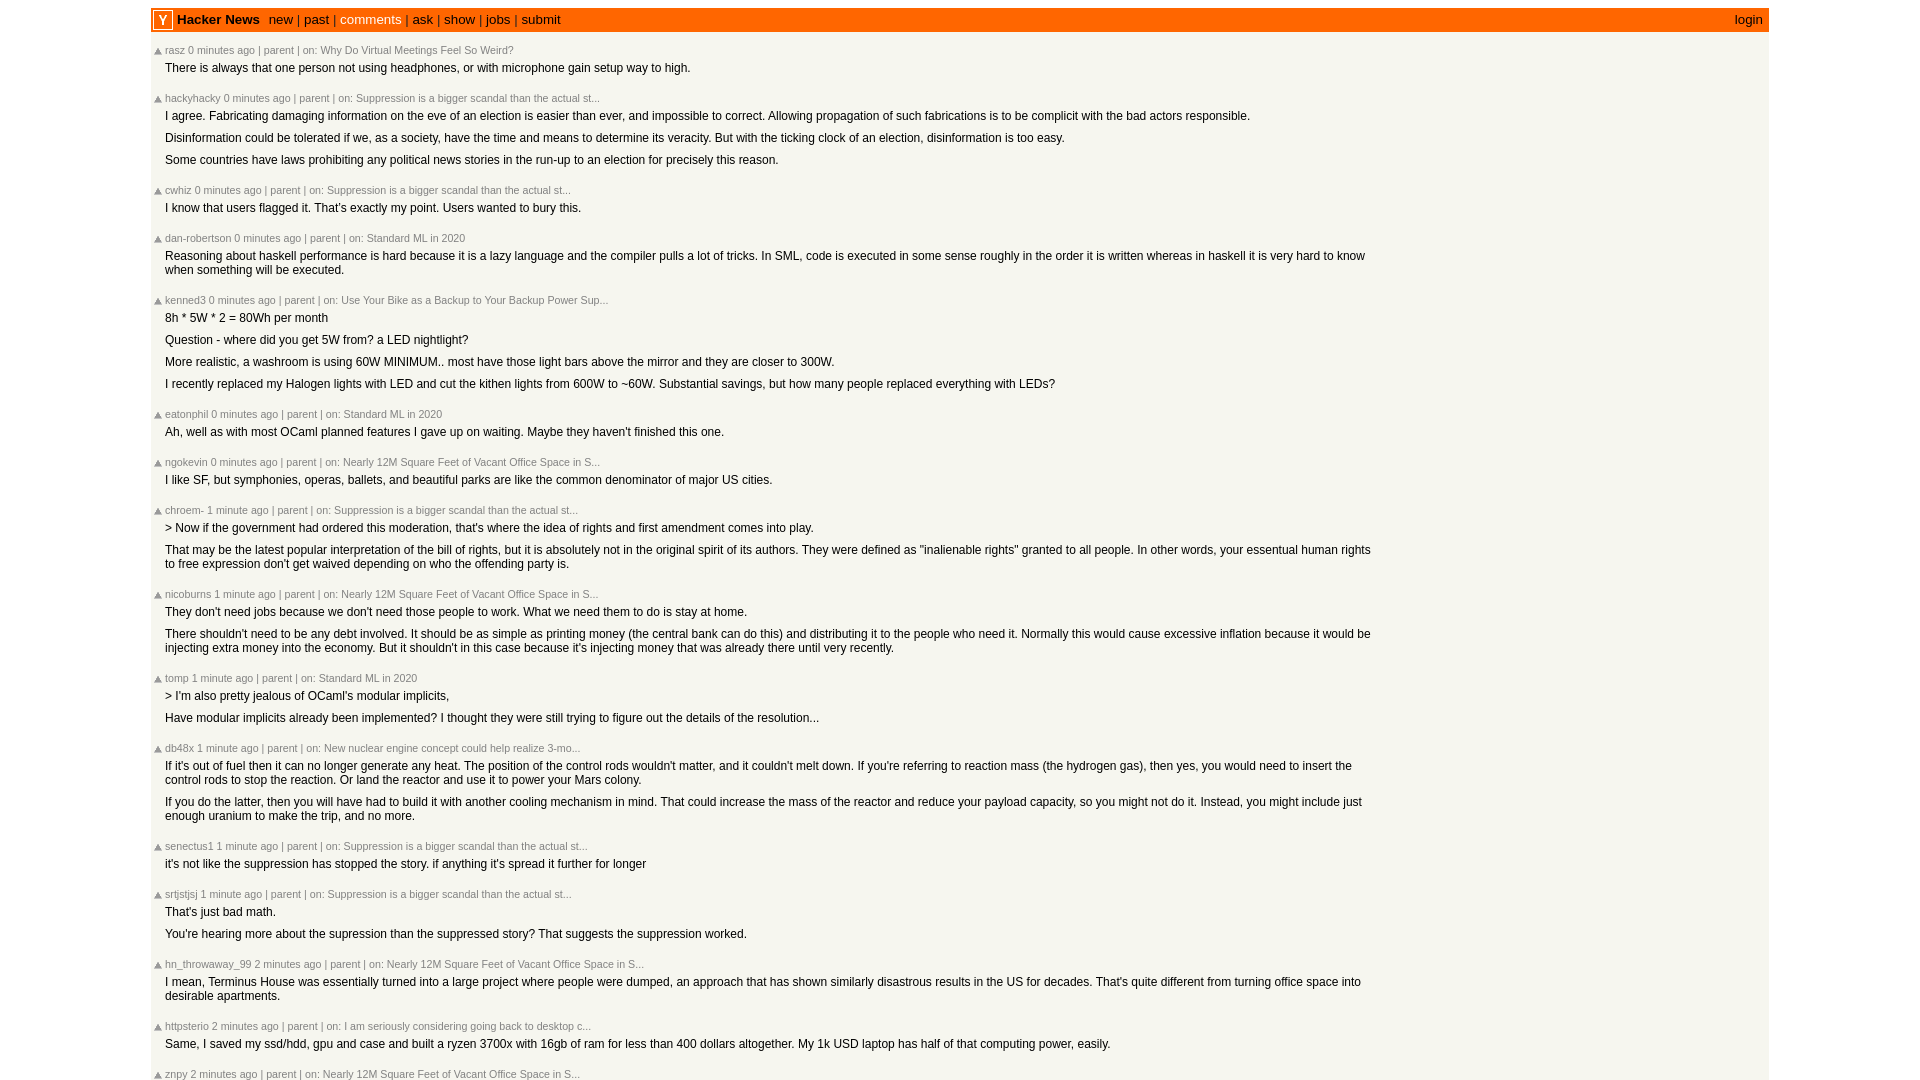 Y Hacker News new | past | comments | ask | show | jobs | submit login
rasz 0 minutes ago | parent | on: Why Do Virtual Meetings Feel So Weird?
There is always that one person not using headphones, or with microphone gain setup way to high.
hackyhacky 0 minutes ago | parent | on: Suppression is a bigger scandal than the actual st...
I agree. Fabricating damaging information on the eve of an election is easier than ever, and impossible to correct. Allowing propagation of such fabrications is to be complicit with the bad actors responsible.
Disinformation could be tolerated if we, as a society, have the time and means to determine its veracity. But with the ticking clock of an election, disinformation is too easy.
Some countries have laws prohibiting any political news stories in the run-up to an election for precisely this reason.
cwhiz 0 minutes ago | parent | on: Suppression is a bigger scandal than the actual st...
I know that users flagged it. That's exactly my point. Users wanted to bury this.
dan-robertson 0 minutes ago | parent | on: Standard ML in 2020
Reasoning about haskell performance is hard because it is a lazy language and the compiler pulls a lot of tricks. In SML, code is executed in some sense roughly in the order it is written whereas in haskell it is very hard to know
when something will be executed.
kenned3 0 minutes ago | parent | on: Use Your Bike as a Backup to Your Backup Power Sup...
8h * 5W * 2 = 80Wh per month
Question - where did you get 5W from? a LED nightlight?
More realistic, a washroom is using 60W MINIMUM.. most have those light bars above the mirror and they are closer to 300W.
I recently replaced my Halogen lights with LED and cut the kithen lights from 600W to ~60W. Substantial savings, but how many people replaced everything with LEDs?
eatonphil 0 minutes ago | parent | on: Standard ML in 2020
Ah, well as with most OCaml planned features I gave up on waiting. Maybe they haven't finished this one.
ngokevin 0 minutes ago | parent | on: Nearly 12M Square Feet of Vacant Office Space in S...
I like SF, but symphonies, operas, ballets, and beautiful parks are like the common denominator of major US cities.
chroem- 1 minute ago | parent | on: Suppression is a bigger scandal than the actual st...
> Now if the government had ordered this moderation, that's where the idea of rights and first amendment comes into play.
That may be the latest popular interpretation of the bill of rights, but it is absolutely not in the original spirit of its authors. They were defined as "inalienable rights" granted to all people. In other words, your essentual human rights
to free expression don't get waived depending on who the offending party is.
nicoburns 1 minute ago | parent | on: Nearly 12M Square Feet of Vacant Office Space in S...
They don't need jobs because we don't need those people to work. What we need them to do is stay at home.
There shouldn't need to be any debt involved. It should be as simple as printing money (the central bank can do this) and distributing it to the people who need it. Normally this would cause excessive inflation because it would be
injecting extra money into the economy. But it shouldn't in this case because it's injecting money that was already there until very recently.
tomp 1 minute ago | parent | on: Standard ML in 2020
> I'm also pretty jealous of OCaml's modular implicits,
Have modular implicits already been implemented? I thought they were still trying to figure out the details of the resolution...
db48x 1 minute ago | parent | on: New nuclear engine concept could help realize 3-mo...
If it's out of fuel then it can no longer generate any heat. The position of the control rods wouldn't matter, and it couldn't melt down. If you're referring to reaction mass (the hydrogen gas), then yes, you would need to insert the
control rods to stop the reaction. Or land the reactor and use it to power your Mars colony.
If you do the latter, then you will have had to build it with another cooling mechanism in mind. That could increase the mass of the reactor and reduce your payload capacity, so you might not do it. Instead, you might include just
enough uranium to make the trip, and no more.
senectus1 1 minute ago | parent | on: Suppression is a bigger scandal than the actual st...
it's not like the suppression has stopped the story. if anything it's spread it further for longer
srtjstjsj 1 minute ago | parent | on: Suppression is a bigger scandal than the actual st...
That's just bad math.
You're hearing more about the supression than the suppressed story? That suggests the suppression worked.
hn_throwaway_99 2 minutes ago | parent | on: Nearly 12M Square Feet of Vacant Office Space in S...
I mean, Terminus House was essentially turned into a large project where people were dumped, an approach that has shown similarly disastrous results in the US for decades. That's quite different from turning office space into
desirable apartments.
httpsterio 2 minutes ago | parent | on: I am seriously considering going back to desktop c...
Same, I saved my ssd/hdd, gpu and case and built a ryzen 3700x with 16gb of ram for less than 400 dollars altogether. My 1k USD laptop has half of that computing power, easily.
znpy 2 minutes ago | parent | on: Nearly 12M Square Feet of Vacant Office Space in S...